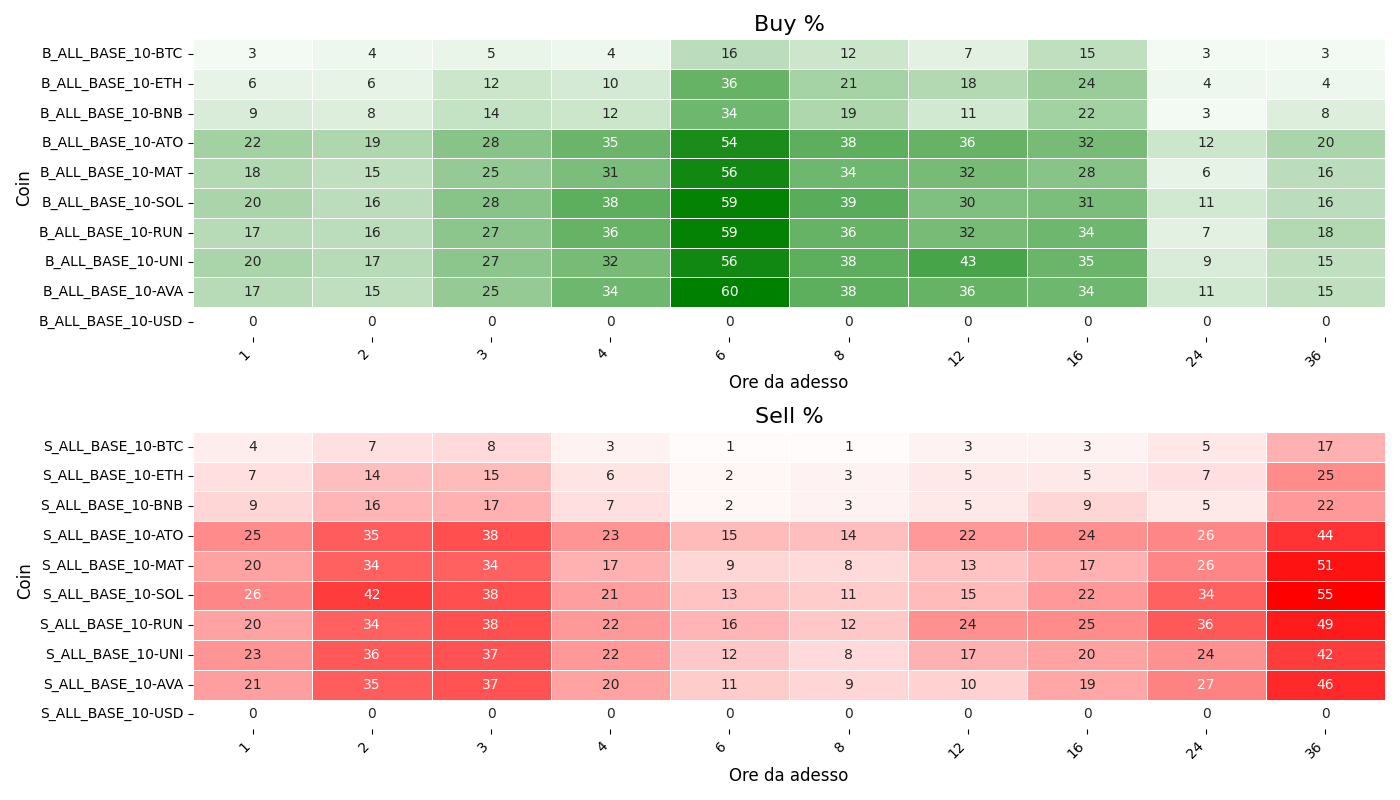 Buy %
Coin
B_ALL_BASE_10-BTC 3 4 5 4 16 12 7 15 3 3
B_ALL_BASE_10-ETH 6 6 12 10 36 21 18 24 4 4
B_ALL_BASE_10-BNB 9 8 14 12 34 19 11 22 3 8
B_ALL_BASE_10-ATO 22 19 28 35 54 38 36 32 12 20
B_ALL_BASE_10-MAT 18 15 25 31 56 34 32 28 6 16
B_ALL_BASE_10-SOL 20 16 28 38 59 39 30 31 11 16
B_ALL_BASE_10-RUN 17 16 27 36 59 36 32 34 7 18
B_ALL_BASE_10-UNI 20 17 27 32 56 38 43 35 9 15
B_ALL_BASE_10-AVA 17 15 25 34 60 38 36 34 11 15
B_ALL_BASE_10-USD 0 0 0 0 0 0 0 0 0 0
1 2 3 4 6 8 12 16 24 36
Ore da adesso
Sell %
Coin
S_ALL_BASE_10-BTC 4 7 8 3 1 1 3 3 5 17
S_ALL_BASE_10-ETH 7 14 15 6 2 3 5 5 7 25
S_ALL_BASE_10-BNB 9 16 17 7 2 3 5 9 5 22
S_ALL_BASE_10-ATO 25 35 38 23 15 14 22 24 26 44
S_ALL_BASE_10-MAT 20 34 34 17 9 8 13 17 26 51
S_ALL_BASE_10-SOL 26 42 38 21 13 11 15 22 34 55
S_ALL_BASE_10-RUN 20 34 38 22 16 12 24 25 36 49
S_ALL_BASE_10-UNI 23 36 37 22 12 8 17 20 24 42
S_ALL_BASE_10-AVA 21 35 37 20 11 9 10 19 27 46
S_ALL_BASE_10-USD 0 0 0 0 0 0 0 0 0 0
1 2 3 4 6 8 12 16 24 36
Ore da adesso